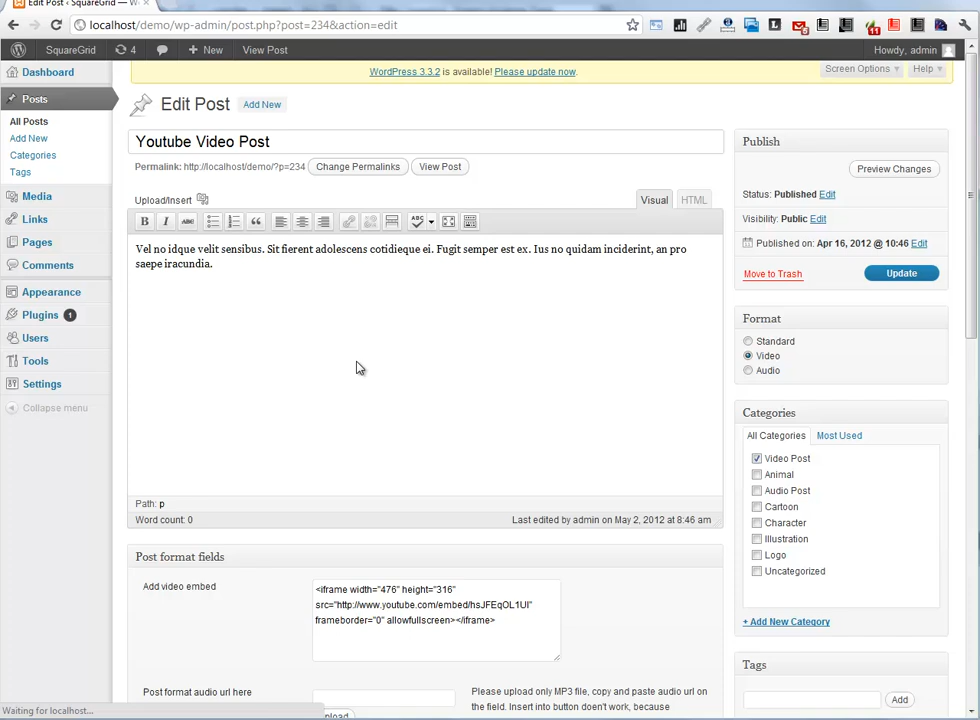 Edit Post ‹ SquareGrid —
localhost/demo/wp-admin/post.php?post=234&action=edit
SquareGrid 4 New View Post Howdy, admin
WordPress 3.3.2 is available! Please update now.
Screen Options Help
Dashboard
Posts
All Posts
Add New
Categories
Tags
Media
Links
Pages
Comments
Appearance
Plugins 1
Users
Tools
Settings
Collapse menu
Edit Post Add New
Youtube Video Post
Permalink: http://localhost/demo/?p=234 Change Permalinks View Post
Upload/Insert
Visual HTML
B I ABC ABC
Vel no idque velit sensibus. Sit fierent adolescens cotidieque ei. Fugit semper est ex. Ius no quidam inciderint, an pro
saepe iracundia.
Path: p
Word count: 0 Last edited by admin on May 2, 2012 at 8:46 am
Post format fields
Add video embed
<iframe width="476" height="316"
src="http://www.youtube.com/embed/hsJFEqOL1UI"
frameborder="0" allowfullscreen></iframe>
Post format audio url here
Please upload only MP3 file, copy and paste audio url on
the field. Insert into button doen't work, because
Publish
Preview Changes
Status: Published Edit
Visibility: Public Edit
Published on: Apr 16, 2012 @ 10:46 Edit
Move to Trash Update
Format
Standard
Video
Audio
Categories
All Categories Most Used
Video Post
Animal
Audio Post
Cartoon
Character
Illustration
Logo
Uncategorized
+ Add New Category
Tags
Add
Waiting for localhost...